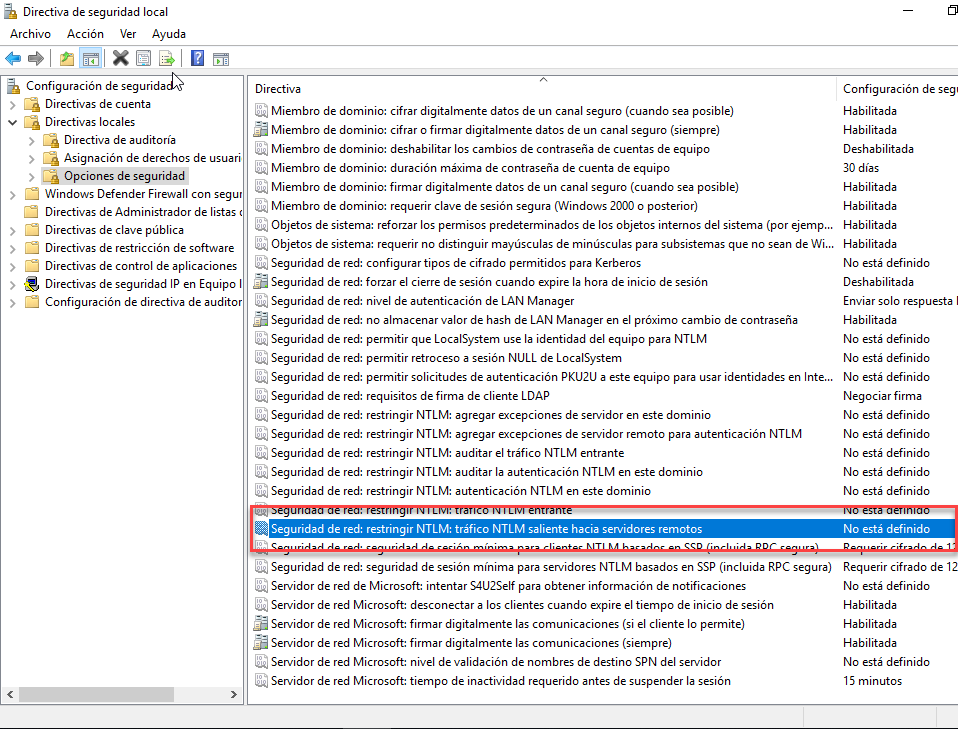 Directiva de seguridad local
Archivo Acción Ver Ayuda
Configuración de seguridad
Directivas de cuenta
Directivas locales
Directiva de auditoría
Asignación de derechos de usuari
Opciones de seguridad
Windows Defender Firewall con segur
Directivas de Administrador de listas
Directivas de clave pública
Directivas de restricción de software
Directivas de control de aplicaciones
Directivas de seguridad IP en Equipo l
Configuración de directiva de auditor
Directiva Configuración de segu
Miembro de dominio: cifrar digitalmente datos de un canal seguro (cuando sea posible) Habilitada
Miembro de dominio: cifrar o firmar digitalmente datos de un canal seguro (siempre) Habilitada
Miembro de dominio: deshabilitar los cambios de contraseña de cuentas de equipo Deshabilitada
Miembro de dominio: duración máxima de contraseña de cuenta de equipo 30 días
Miembro de dominio: firmar digitalmente datos de un canal seguro (cuando sea posible) Habilitada
Miembro de dominio: requerir clave de sesión segura (Windows 2000 o posterior) Habilitada
Objetos de sistema: reforzar los permisos predeterminados de los objetos internos del sistema (por ejemp... Habilitada
Objetos de sistema: requerir no distinguir mayúsculas de minúsculas para subsistemas que no sean de Wi... Habilitada
Seguridad de red: configurar tipos de cifrado permitidos para Kerberos No está definido
Seguridad de red: forzar el cierre de sesión cuando expire la hora de inicio de sesión Deshabilitada
Seguridad de red: nivel de autenticación de LAN Manager Enviar solo respuesta
Seguridad de red: no almacenar valor de hash de LAN Manager en el próximo cambio de contraseña Habilitada
Seguridad de red: permitir que LocalSystem use la identidad del equipo para NTLM No está definido
Seguridad de red: permitir retroceso a sesión NULL de LocalSystem No está definido
Seguridad de red: permitir solicitudes de autenticación PKU2U a este equipo para usar identidades en Inte... No está definido
Seguridad de red: requisitos de firma de cliente LDAP Negociar firma
Seguridad de red: restringir NTLM: agregar excepciones de servidor en este dominio No está definido
Seguridad de red: restringir NTLM: agregar excepciones de servidor remoto para autenticación NTLM No está definido
Seguridad de red: restringir NTLM: auditar el tráfico NTLM entrante No está definido
Seguridad de red: restringir NTLM: auditar la autenticación NTLM en este dominio No está definido
Seguridad de red: restringir NTLM: autenticación NTLM en este dominio No está definido
Seguridad de red: restringir NTLM: tráfico NTLM entrante No está definido
Seguridad de red: restringir NTLM: tráfico NTLM saliente hacia servidores remotos No está definido
Seguridad de red: seguridad de sesión mínima para clientes NTLM basados en SSP (incluida RPC segura) Requerir cifrado de 12
Seguridad de red: seguridad de sesión mínima para servidores NTLM basados en SSP (incluida RPC segura) Requerir cifrado de 12
Servidor de red de Microsoft: intentar S4U2Self para obtener información de notificaciones No está definido
Servidor de red Microsoft: desconectar a los clientes cuando expire el tiempo de inicio de sesión Habilitada
Servidor de red Microsoft: firmar digitalmente las comunicaciones (si el cliente lo permite) Habilitada
Servidor de red Microsoft: firmar digitalmente las comunicaciones (siempre) Habilitada
Servidor de red Microsoft: nivel de validación de nombres de destino SPN del servidor No está definido
Servidor de red Microsoft: tiempo de inactividad requerido antes de suspender la sesión 15 minutos